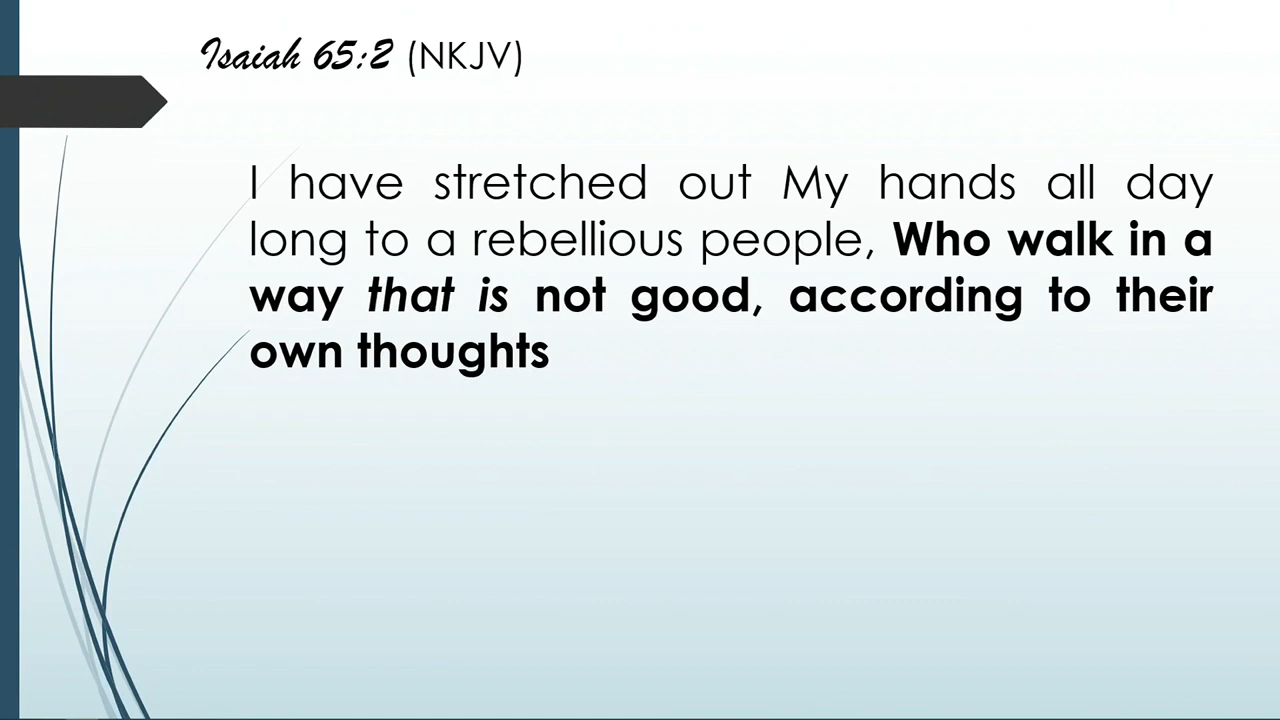 Isaiah 65:2 (NKJV)
I have stretched out My hands all day
long to a rebellious people, Who walk in a
way that is not good, according to their
own thoughts